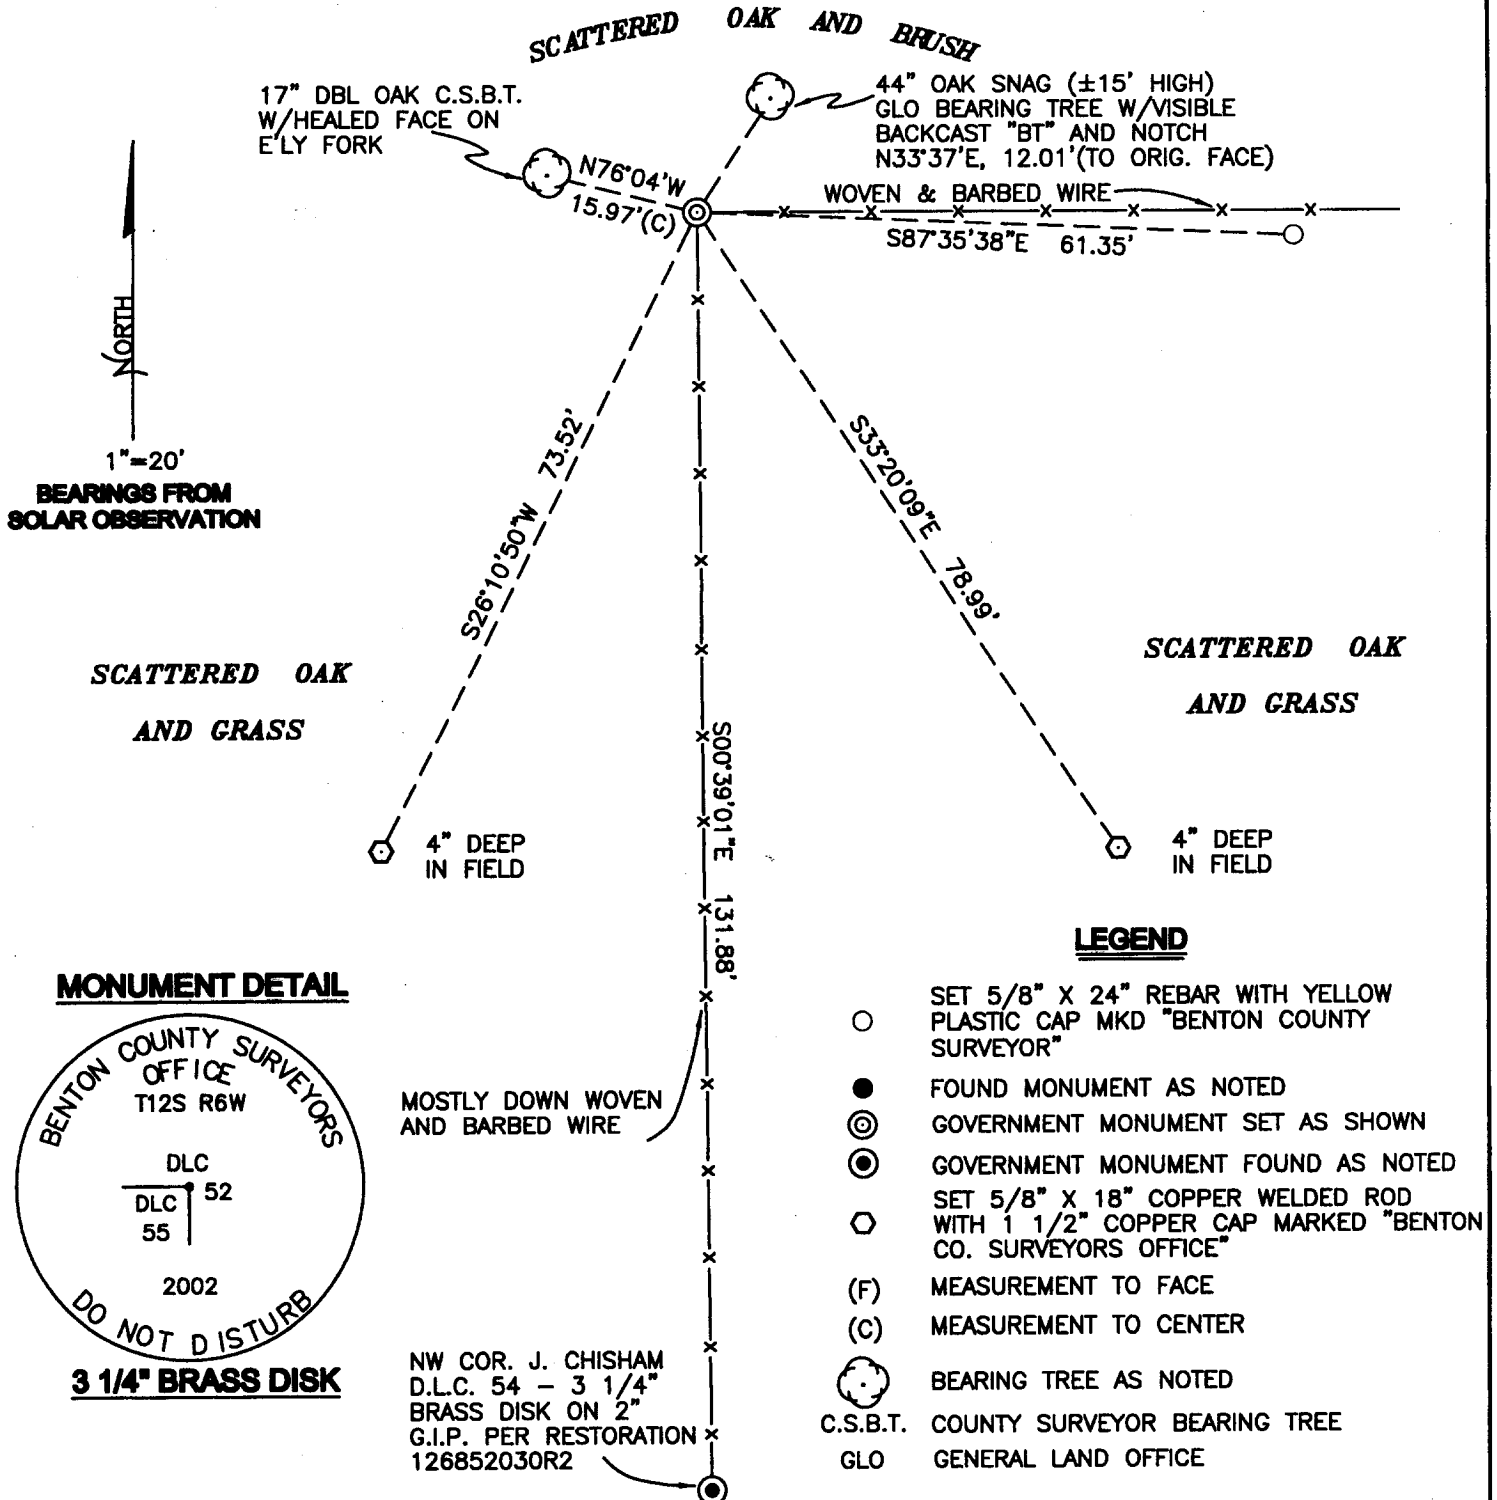 SCATTERED OAK AND BRUSH
17" DBL OAK C.S.B.T.
W/HEALED FACE ON
E'LY FORK
44" OAK SNAG (±15' HIGH)
GLO BEARING TREE W/VISIBLE
BACKCAST "BT" AND NOTCH
N33°37'E, 12.01'(TO ORIG. FACE)
N76°04'W
15.97'(C)
WOVEN & BARBED WIRE
S87°35'38"E 61.35'
NORTH
1"=20'
BEARINGS FROM
SOLAR OBSERVATION
S26°10'50"W 73.52'
S33°20'09"E 78.99'
SCATTERED OAK
AND GRASS
SCATTERED OAK
AND GRASS
S00°39'01"E 131.88'
4" DEEP
IN FIELD
4" DEEP
IN FIELD
MONUMENT DETAIL
BENTON COUNTY SURVEYORS
OFFICE
T12S R6W
DLC
52
DLC
55
2002
DO NOT DISTURB
3 1/4" BRASS DISK
MOSTLY DOWN WOVEN
AND BARBED WIRE
NW COR. J. CHISHAM
D.L.C. 54 – 3 1/4"
BRASS DISK ON 2"
G.I.P. PER RESTORATION
126852030R2
LEGEND
SET 5/8" X 24" REBAR WITH YELLOW
PLASTIC CAP MKD "BENTON COUNTY
SURVEYOR"
FOUND MONUMENT AS NOTED
GOVERNMENT MONUMENT SET AS SHOWN
GOVERNMENT MONUMENT FOUND AS NOTED
SET 5/8" X 18" COPPER WELDED ROD
WITH 1 1/2" COPPER CAP MARKED "BENTON
CO. SURVEYORS OFFICE"
(F) MEASUREMENT TO FACE
(C) MEASUREMENT TO CENTER
BEARING TREE AS NOTED
C.S.B.T. COUNTY SURVEYOR BEARING TREE
GLO GENERAL LAND OFFICE